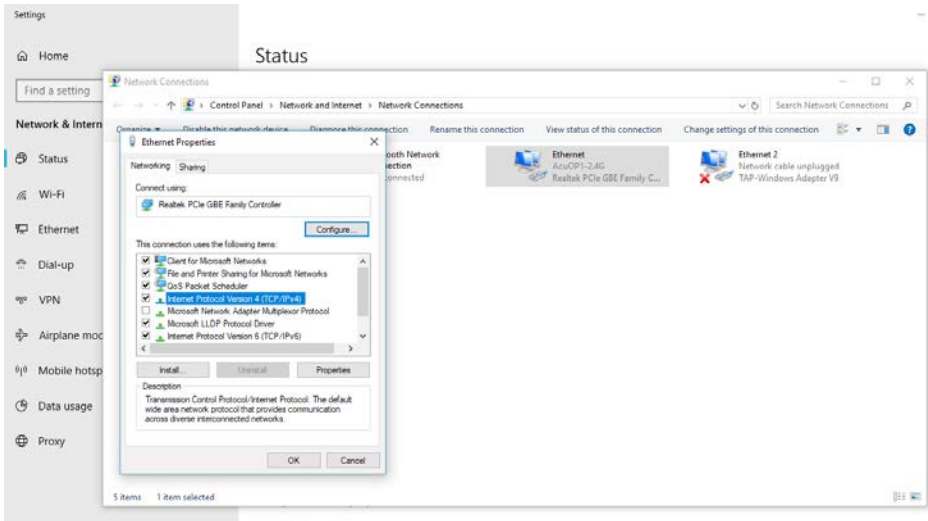 Settings
Home
Status
Find a setting
Network & Intern
Status
Wi-Fi
Ethernet
Dial-up
VPN
Airplane mod
Mobile hotsp
Data usage
Proxy
Network Connections
Control Panel › Network and Internet › Network Connections
Search Network Connections
Organize Disable this network device Diagnose this connection Rename this connection View status of this connection Change settings of this connection
ooth Network
nection
connected
Ethernet
AcuOP1-2.4G
Realtek PCIe GBE Family C...
Ethernet 2
Network cable unplugged
TAP-Windows Adapter V9
Ethernet Properties
Networking Sharing
Connect using:
Realtek PCIe GBE Family Controller
Configure...
This connection uses the following items:
Client for Microsoft Networks
File and Printer Sharing for Microsoft Networks
QoS Packet Scheduler
Internet Protocol Version 4 (TCP/IPv4)
Microsoft Network Adapter Multiplexor Protocol
Microsoft LLDP Protocol Driver
Internet Protocol Version 6 (TCP/IPv6)
Install... Uninstall Properties
Description
Transmission Control Protocol/Internet Protocol. The default
wide area network protocol that provides communication
across diverse interconnected networks.
OK Cancel
5 items 1 item selected